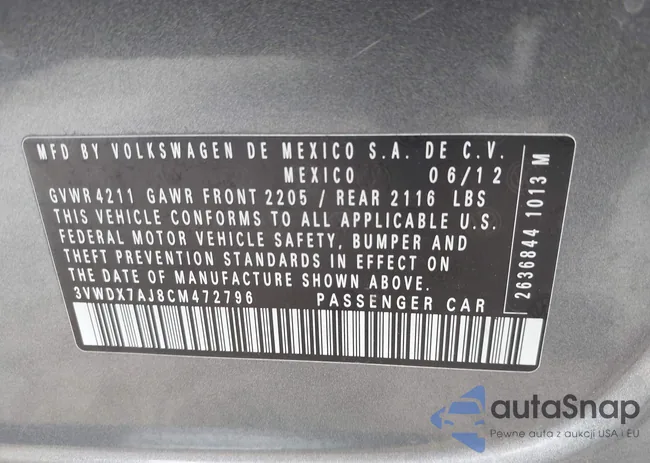 MFD BY VOLKSWAGEN DE MEXICO S.A. DE C.V.
MEXICO 06/12
GVWR 4211 GAWR FRONT 2205 / REAR 2116 LBS
THIS VEHICLE CONFORMS TO ALL APPLICABLE U.S.
FEDERAL MOTOR VEHICLE SAFETY, BUMPER AND
THEFT PREVENTION STANDARDS IN EFFECT ON
THE DATE OF MANUFACTURE SHOWN ABOVE.
3VWDX7AJ8CM472796 PASSENGER CAR
2636844 1013 M
autaSnap
Pewne auta z aukcji USA i EU